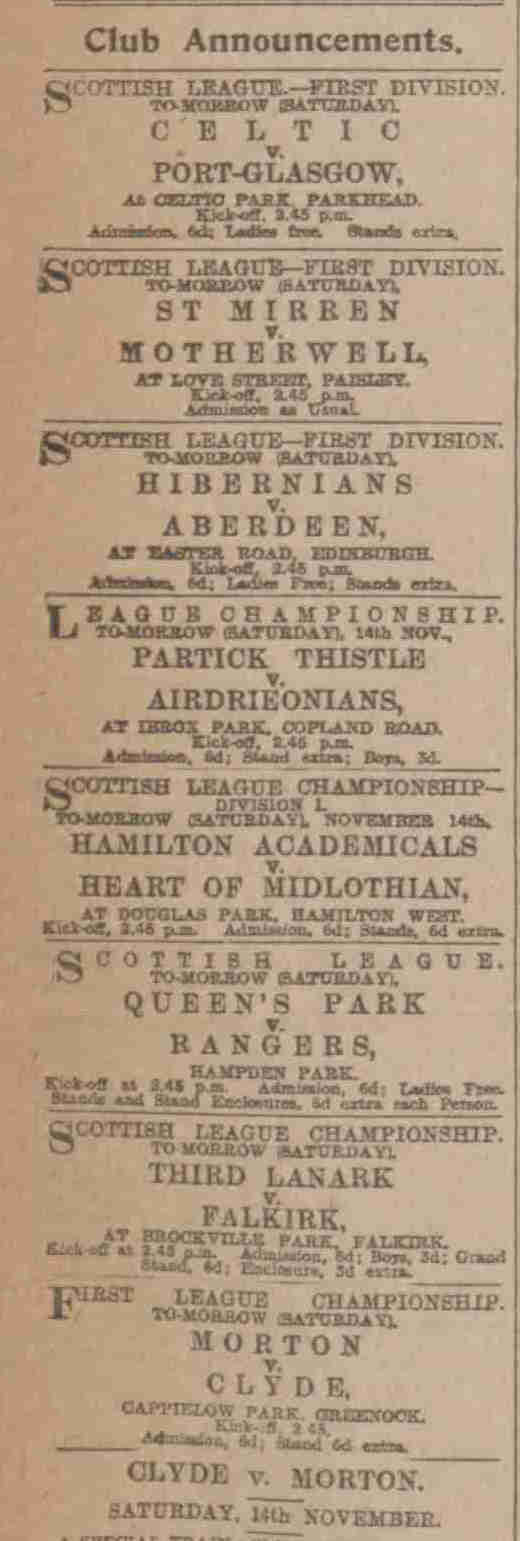 Club Announcements.
SCOTTISH LEAGUE.—FIRST DIVISION.
TO-MORROW (SATURDAY),
CELTIC
v.
PORT-GLASGOW,
At CELTIC PARK, PARKHEAD.
Kick-off, 2.45 p.m.
Admission, 6d; Ladies free. Stands extra.
SCOTTISH LEAGUE—FIRST DIVISION.
TO-MORROW (SATURDAY),
ST MIRREN
v.
MOTHERWELL,
AT LOVE STREET, PAISLEY.
Kick-off, 2.45 p.m.
Admission as Usual.
SCOTTISH LEAGUE—FIRST DIVISION.
TO-MORROW (SATURDAY),
HIBERNIANS
v.
ABERDEEN,
AT EASTER ROAD, EDINBURGH.
Kick-off, 2.45 p.m.
Admission, 6d; Ladies Free; Stands extra.
LEAGUE CHAMPIONSHIP.
TO-MORROW (SATURDAY), 14th NOV.,
PARTICK THISTLE
v.
AIRDRIEONIANS,
AT IBROX PARK, COPLAND ROAD.
Kick-off, 2.45 p.m.
Admission, 6d; Stand extra; Boys, 3d.
SCOTTISH LEAGUE CHAMPIONSHIP—
DIVISION I.
TO-MORROW (SATURDAY), NOVEMBER 14th,
HAMILTON ACADEMICALS
v.
HEART OF MIDLOTHIAN,
AT DOUGLAS PARK, HAMILTON WEST.
Kick-off, 2.45 p.m. Admission, 6d; Stands, 6d extra.
SCOTTISH LEAGUE.
TO-MORROW (SATURDAY),
QUEEN'S PARK
v.
RANGERS,
HAMPDEN PARK.
Kick-off at 2.45 p.m. Admission, 6d; Ladies Free.
Stands and Stand Enclosures, 6d extra each Person.
SCOTTISH LEAGUE CHAMPIONSHIP.
TO-MORROW (SATURDAY),
THIRD LANARK
v.
FALKIRK,
AT BROCKVILLE PARK, FALKIRK.
Kick-off at 2.45 p.m. Admission, 6d; Boys, 3d; Grand
Stand, 6d; Enclosure, 3d extra.
FIRST LEAGUE CHAMPIONSHIP.
TO-MORROW (SATURDAY),
MORTON
v.
CLYDE,
CAPPIELOW PARK, GREENOCK.
Kick-off, 2.45.
Admission, 6d; Stand 6d extra.
CLYDE v. MORTON.
SATURDAY, 14th NOVEMBER.